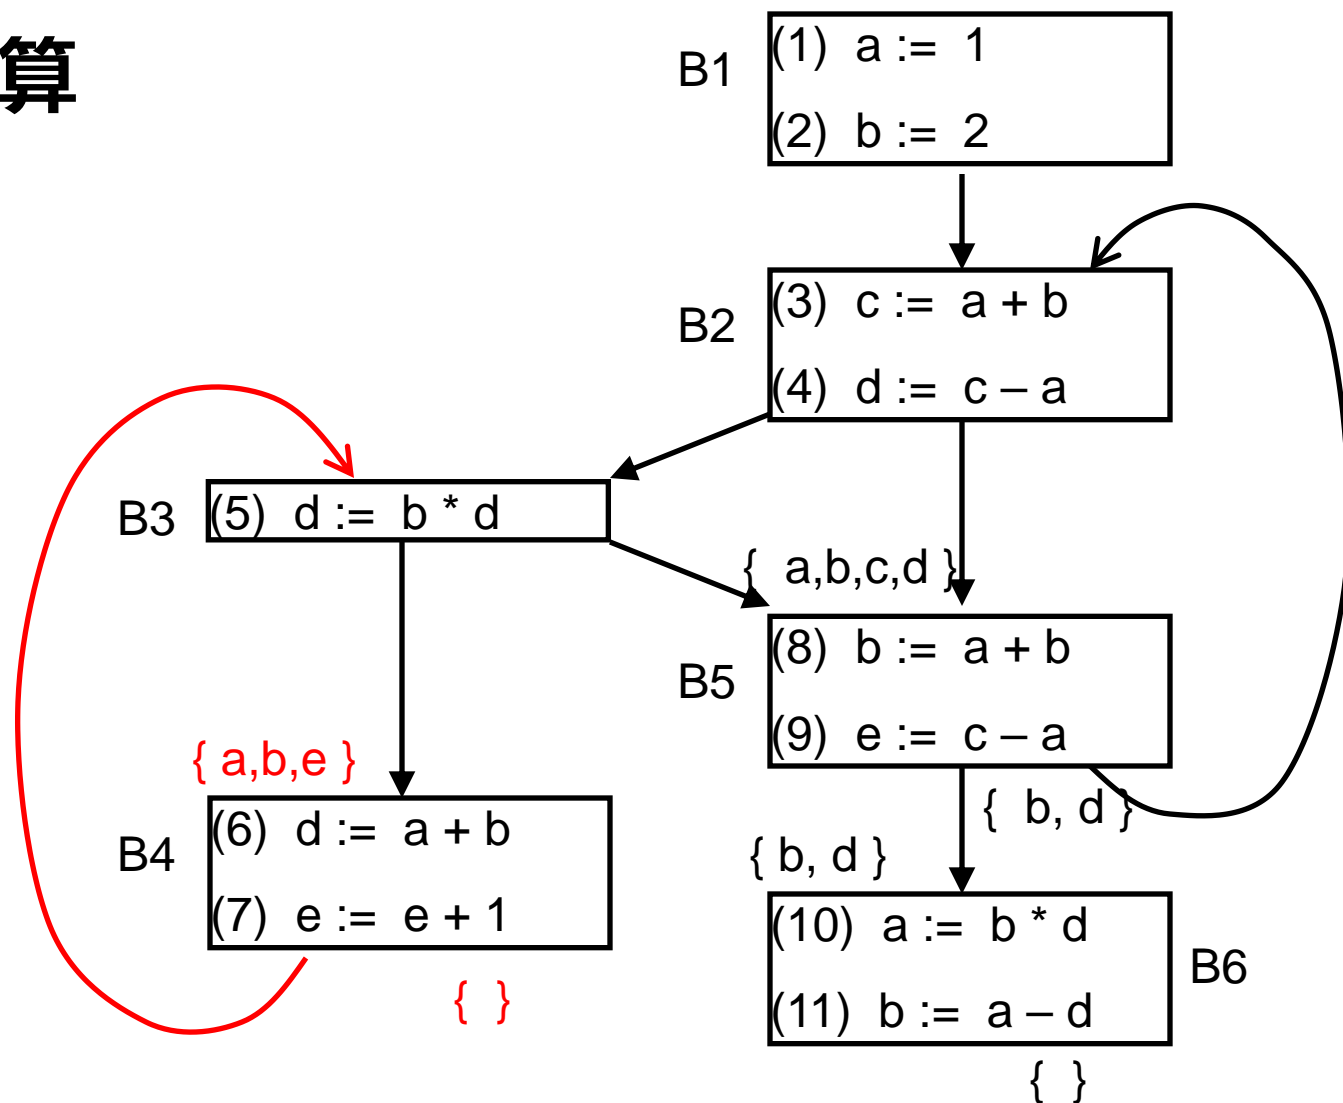 算
B1
(1) a := 1
(2) b := 2
B2
(3) c := a + b
(4) d := c – a
B3
(5) d := b * d
{ a,b,c,d }
B5
(8) b := a + b
(9) e := c – a
{ a,b,e }
B4
(6) d := a + b
(7) e := e + 1
{ }
{ b, d }
{ b, d }
(10) a := b * d
(11) b := a – d
B6
{ }